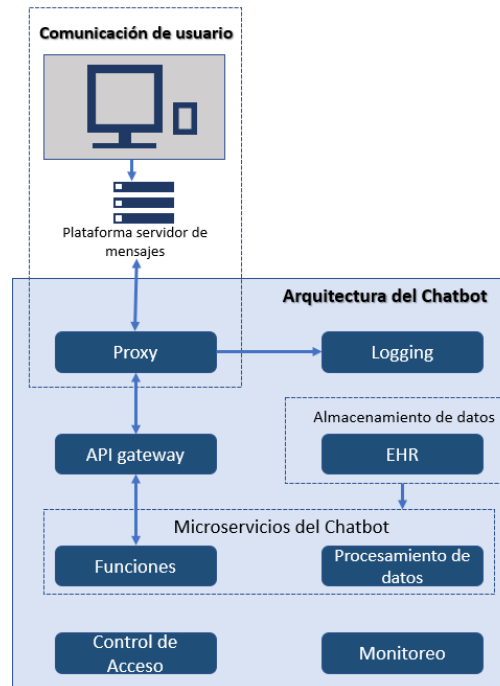 Comunicación de usuario
Plataforma servidor de
mensajes
Arquitectura del Chatbot
Proxy
Logging
Almacenamiento de datos
API gateway
EHR
Microservicios del Chatbot
Funciones
Procesamiento de
datos
Control de
Acceso
Monitoreo